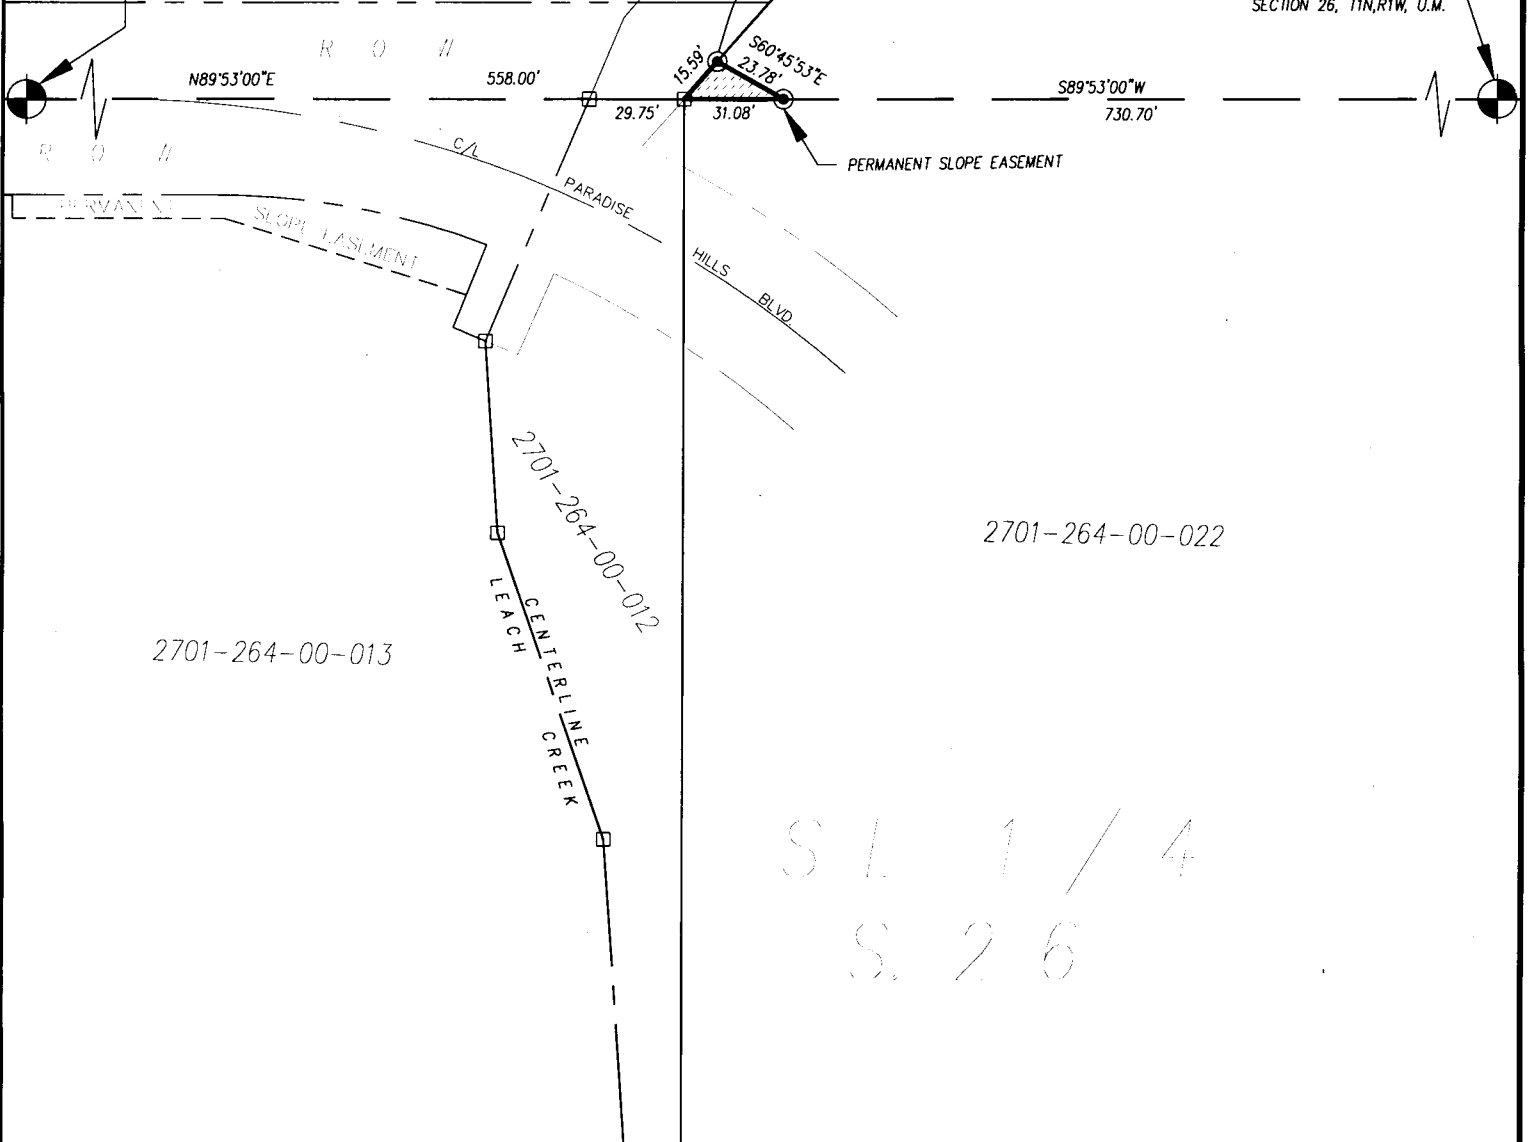 SECTION 26, T1N,R1W, U.M.
R O W
N89°53'00"E
558.00'
15.59'
S60°45'53"E
23.78'
S89°53'00"W
730.70'
29.75'
31.08'
PERMANENT SLOPE EASEMENT
R O W
C/L
PARADISE
HILLS
BLVD.
PERMANENT
SLOPE EASEMENT
2701-264-00-012
2701-264-00-022
2701-264-00-013
CENTERLINE
LEACH
CREEK
1/4
S. 26